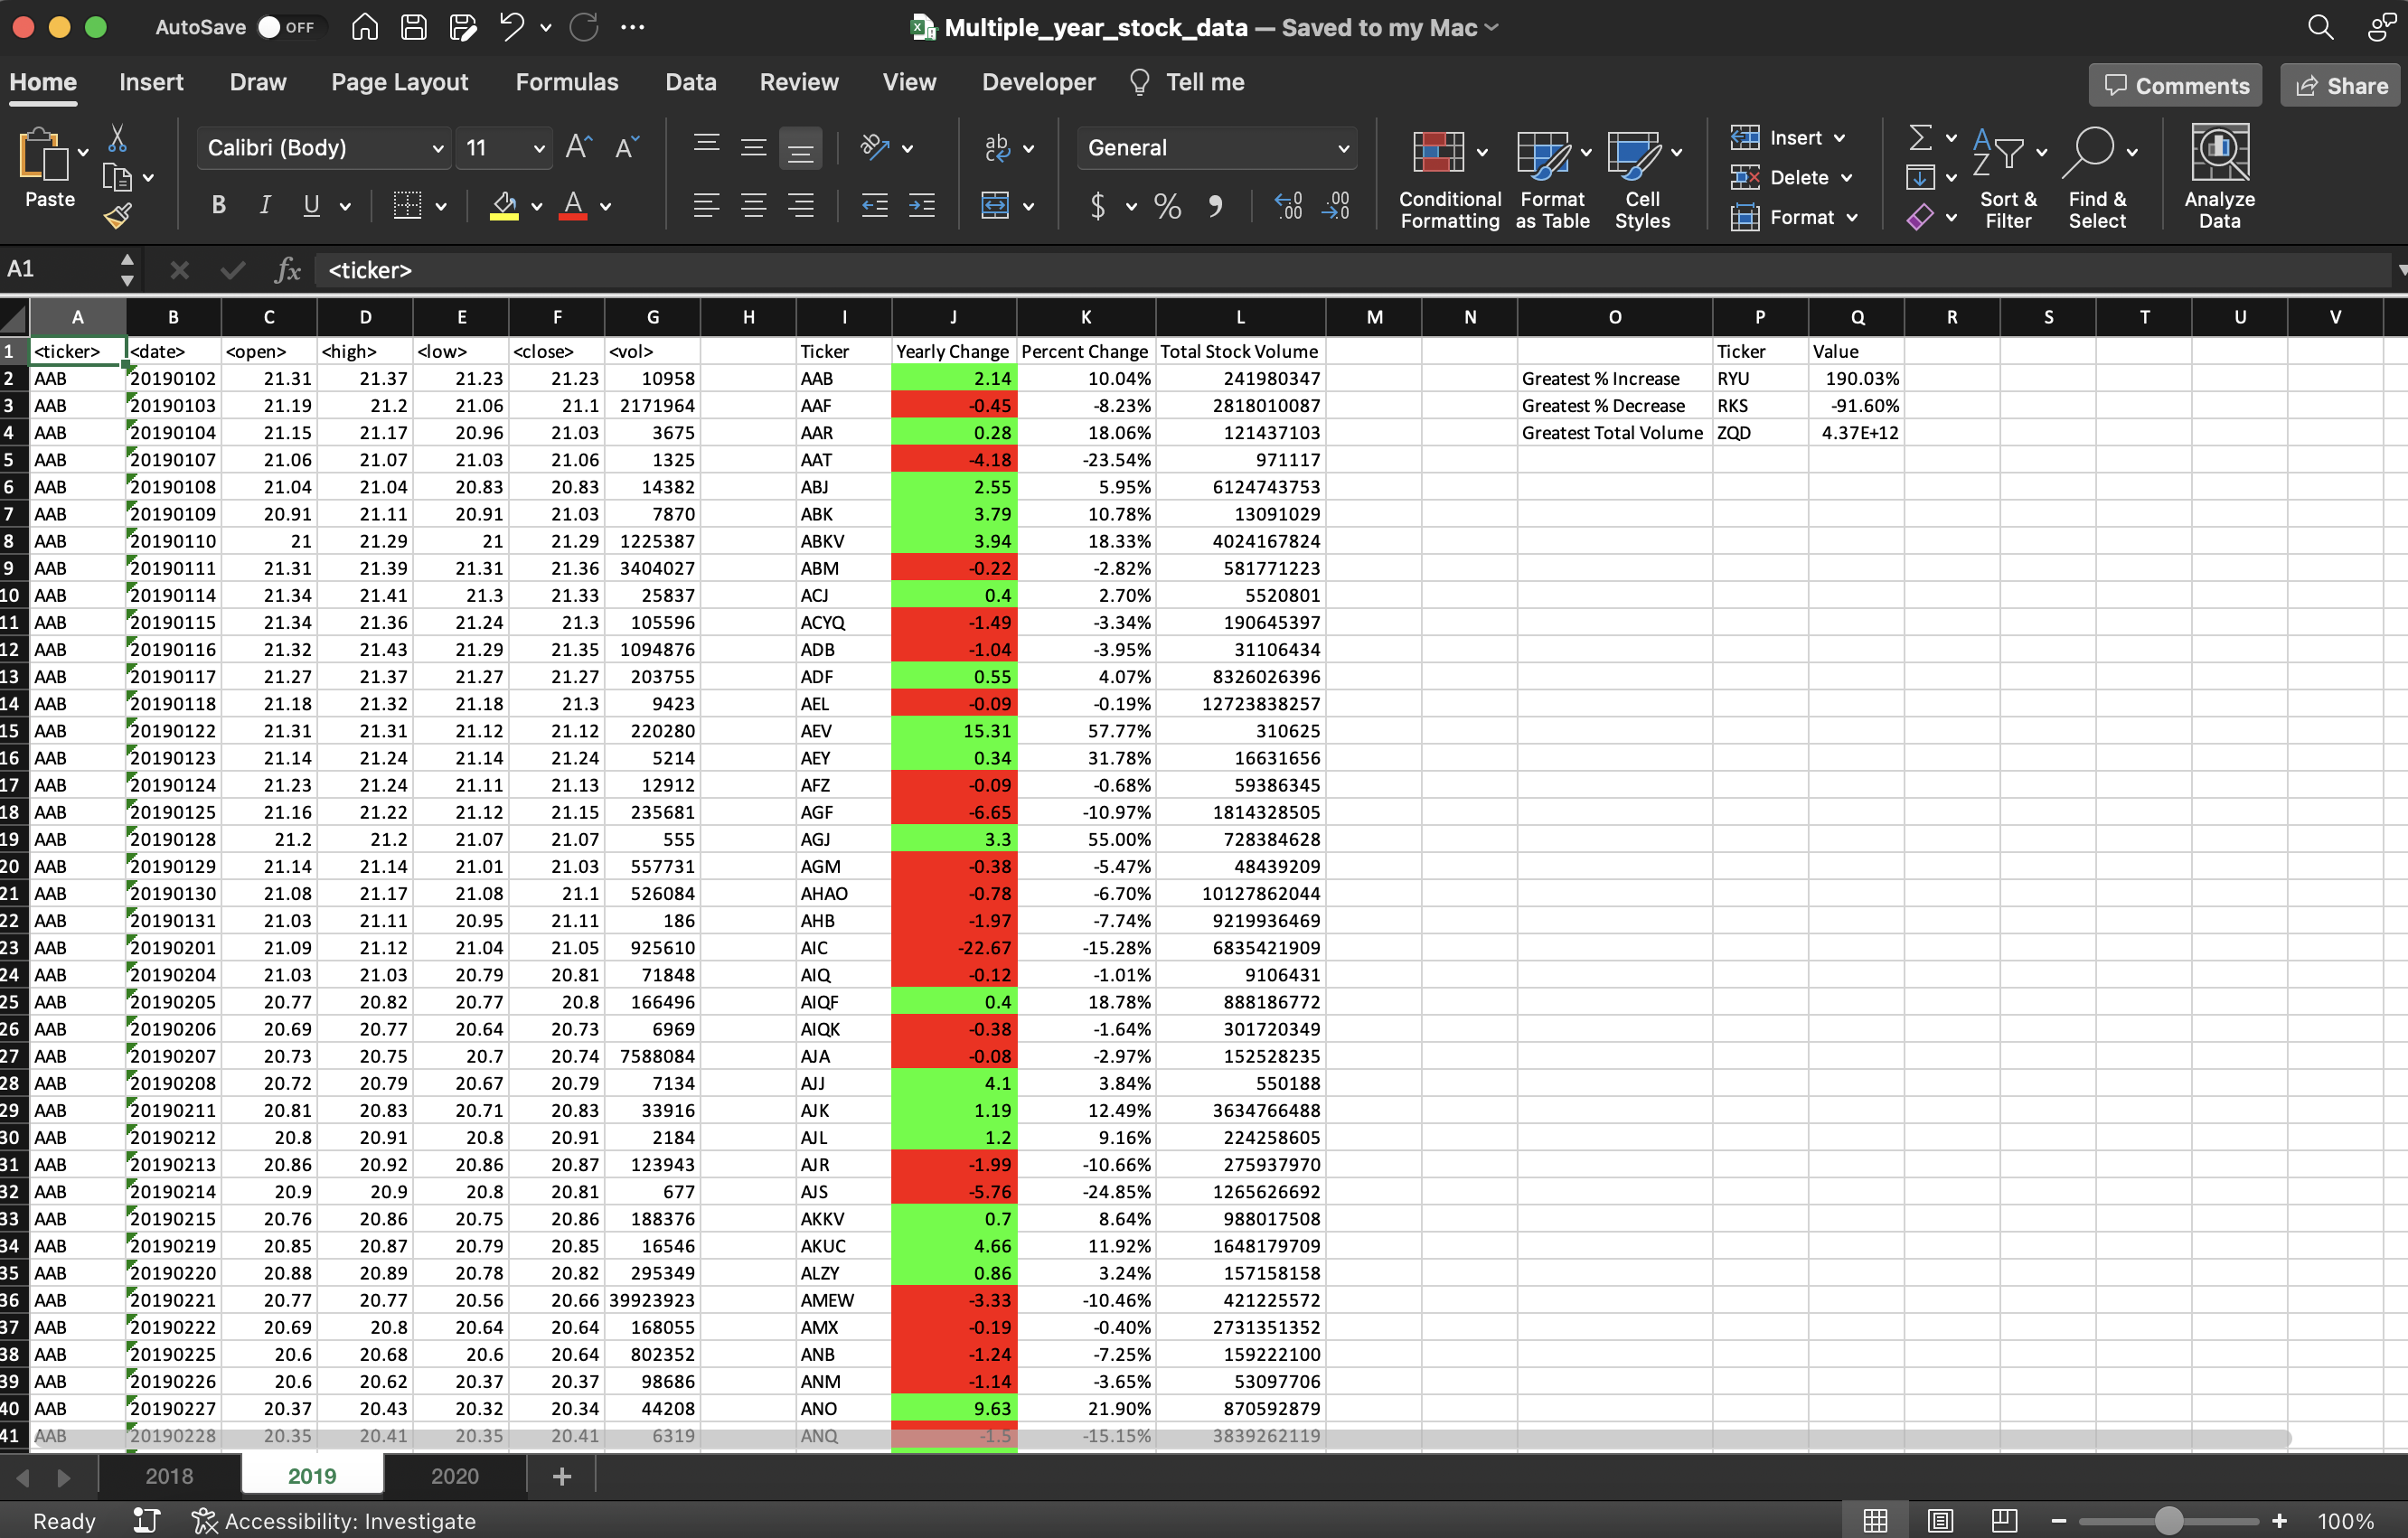 AutoSave OFF Multiple_year_stock_data — Saved to my Mac
Home Insert Draw Page Layout Formulas Data Review View Developer Tell me Comments Share
Paste Calibri (Body) 11 A A ab c General Insert Σ A Z
B I U A $ % 9 .0 .00 .00 .0 Conditional Formatting Format as Table Cell Styles Delete Format Sort & Filter Find & Select Analyze Data
A1 fx <ticker>
A B C D E F G H I J K L M N O P Q R S T U V
1 <ticker> <date> <open> <high> <low> <close> <vol> Ticker Yearly Change Percent Change Total Stock Volume Ticker Value
2 AAB 20190102 21.31 21.37 21.23 21.23 10958 AAB 2.14 10.04% 241980347 Greatest % Increase RYU 190.03%
3 AAB 20190103 21.19 21.2 21.06 21.1 2171964 AAF -0.45 -8.23% 2818010087 Greatest % Decrease RKS -91.60%
4 AAB 20190104 21.15 21.17 20.96 21.03 3675 AAR 0.28 18.06% 121437103 Greatest Total Volume ZQD 4.37E+12
5 AAB 20190107 21.06 21.07 21.03 21.06 1325 AAT -4.18 -23.54% 971117
6 AAB 20190108 21.04 21.04 20.83 20.83 14382 ABJ 2.55 5.95% 6124743753
7 AAB 20190109 20.91 21.11 20.91 21.03 7870 ABK 3.79 10.78% 13091029
8 AAB 20190110 21 21.29 21 21.29 1225387 ABKV 3.94 18.33% 4024167824
9 AAB 20190111 21.31 21.39 21.31 21.36 3404027 ABM -0.22 -2.82% 581771223
10 AAB 20190114 21.34 21.41 21.3 21.33 25837 ACJ 0.4 2.70% 5520801
11 AAB 20190115 21.34 21.36 21.24 21.3 105596 ACYQ -1.49 -3.34% 190645397
12 AAB 20190116 21.32 21.43 21.29 21.35 1094876 ADB -1.04 -3.95% 31106434
13 AAB 20190117 21.27 21.37 21.27 21.27 203755 ADF 0.55 4.07% 8326026396
14 AAB 20190118 21.18 21.32 21.18 21.3 9423 AEL -0.09 -0.19% 12723838257
15 AAB 20190122 21.31 21.31 21.12 21.12 220280 AEV 15.31 57.77% 310625
16 AAB 20190123 21.14 21.24 21.14 21.24 5214 AEY 0.34 31.78% 16631656
17 AAB 20190124 21.23 21.24 21.11 21.13 12912 AFZ -0.09 -0.68% 59386345
18 AAB 20190125 21.16 21.22 21.12 21.15 235681 AGF -6.65 -10.97% 1814328505
19 AAB 20190128 21.2 21.2 21.07 21.07 555 AGJ 3.3 55.00% 728384628
20 AAB 20190129 21.14 21.14 21.01 21.03 557731 AGM -0.38 -5.47% 48439209
21 AAB 20190130 21.08 21.17 21.08 21.1 526084 AHAO -0.78 -6.70% 10127862044
22 AAB 20190131 21.03 21.11 20.95 21.11 186 AHB -1.97 -7.74% 9219936469
23 AAB 20190201 21.09 21.12 21.04 21.05 925610 AIC -22.67 -15.28% 6835421909
24 AAB 20190204 21.03 21.03 20.79 20.81 71848 AIQ -0.12 -1.01% 9106431
25 AAB 20190205 20.77 20.82 20.77 20.8 166496 AIQF 0.4 18.78% 888186772
26 AAB 20190206 20.69 20.77 20.64 20.73 6969 AIQK -0.38 -1.64% 301720349
27 AAB 20190207 20.73 20.75 20.7 20.74 7588084 AJA -0.08 -2.97% 152528235
28 AAB 20190208 20.72 20.79 20.67 20.79 7134 AJJ 4.1 3.84% 550188
29 AAB 20190211 20.81 20.83 20.71 20.83 33916 AJK 1.19 12.49% 3634766488
30 AAB 20190212 20.8 20.91 20.8 20.91 2184 AJL 1.2 9.16% 224258605
31 AAB 20190213 20.86 20.92 20.86 20.87 123943 AJR -1.99 -10.66% 275937970
32 AAB 20190214 20.9 20.9 20.8 20.81 677 AJS -5.76 -24.85% 1265626692
33 AAB 20190215 20.76 20.86 20.75 20.86 188376 AKKV 0.7 8.64% 988017508
34 AAB 20190219 20.85 20.87 20.79 20.85 16546 AKUC 4.66 11.92% 1648179709
35 AAB 20190220 20.88 20.89 20.78 20.82 295349 ALZY 0.86 3.24% 157158158
36 AAB 20190221 20.77 20.77 20.56 20.66 39923923 AMEW -3.33 -10.46% 421225572
37 AAB 20190222 20.69 20.8 20.64 20.64 168055 AMX -0.19 -0.40% 2731351352
38 AAB 20190225 20.6 20.68 20.6 20.64 802352 ANB -1.24 -7.25% 159222100
39 AAB 20190226 20.6 20.62 20.37 20.37 98686 ANM -1.14 -3.65% 53097706
40 AAB 20190227 20.37 20.43 20.32 20.34 44208 ANO 9.63 21.90% 870592879
41 AAB 20190228 20.35 20.41 20.35 20.41 6319 ANQ -1.5 -15.15% 3839262119
2018 2019 2020 +
Ready Accessibility: Investigate 100%